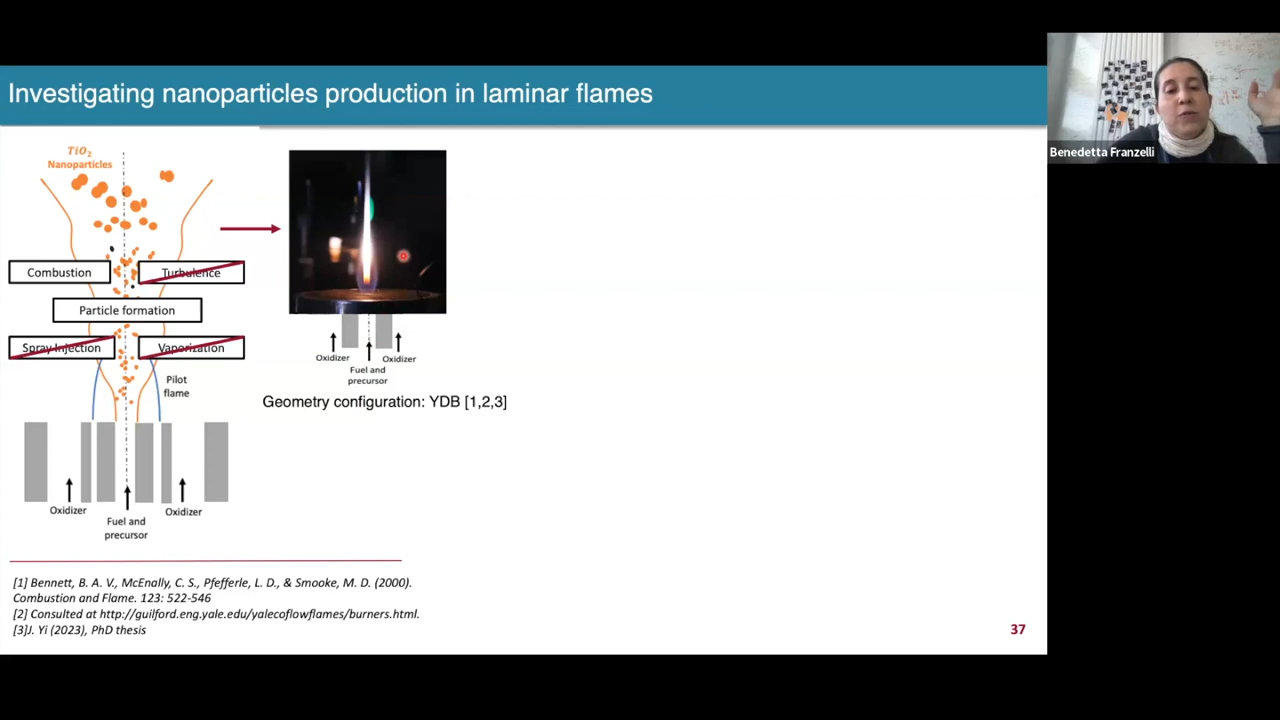 Investigating nanoparticles production in laminar flames
Benedetta Franzelli
TiO2
Nanoparticles
Combustion
Turbulence
Particle formation
Spray Injection
Vaporization
Pilot
flame
Oxidizer
Fuel and
precursor
Oxidizer
Oxidizer
Fuel and
precursor
Oxidizer
Geometry configuration: YDB [1,2,3]
[1] Bennett, B. A. V., McEnally, C. S., Pfefferle, L. D., & Smooke, M. D. (2000).
Combustion and Flame. 123: 522-546
[2] Consulted at http://guilford.eng.yale.edu/yalecoflowflames/burners.html.
[3]J. Yi (2023), PhD thesis
37